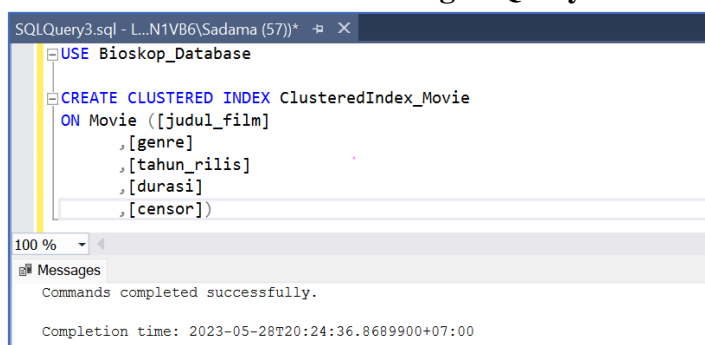 SQLQuery3.sql - L...N1VB6\Sadama (57))*
USE Bioskop_Database
CREATE CLUSTERED INDEX ClusteredIndex_Movie
ON Movie ([judul_film]
,[genre]
,[tahun_rilis]
,[durasi]
,[censor])
100 %
Messages
Commands completed successfully.
Completion time: 2023-05-28T20:24:36.8689900+07:00